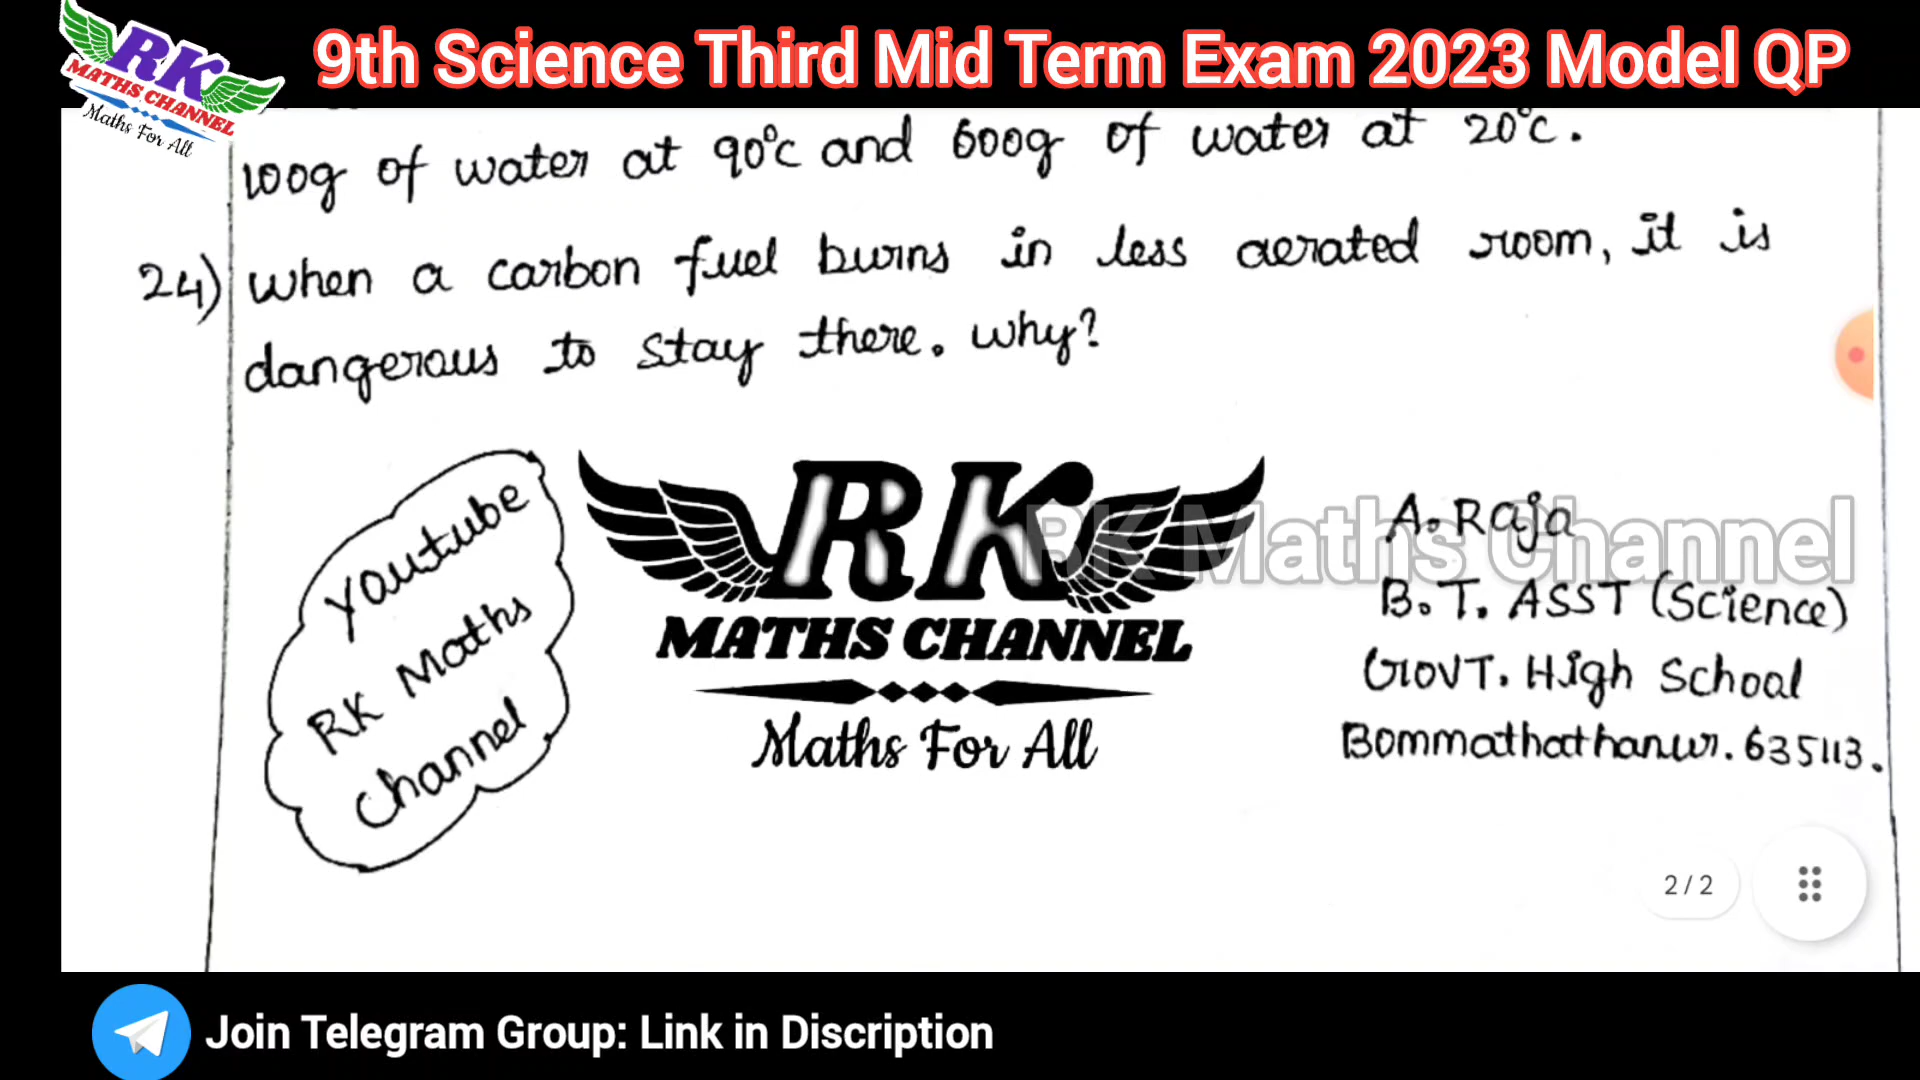 RK
MATHS CHANNEL
Maths For All
9th Science Third Mid Term Exam 2023 Model QP
100g of water at 90°c and 600g of water at 20°c.
24) when a carbon fuel burns in less aerated room, it is
dangerous to stay there. why?
Youtube
RK Maths
Channel
RK
MATHS CHANNEL
Maths For All
RK Maths Channel
A. Raja
B.T. ASST (Science)
GOVT. High School
Bommathathanur. 635113.
2 / 2
Join Telegram Group: Link in Discription